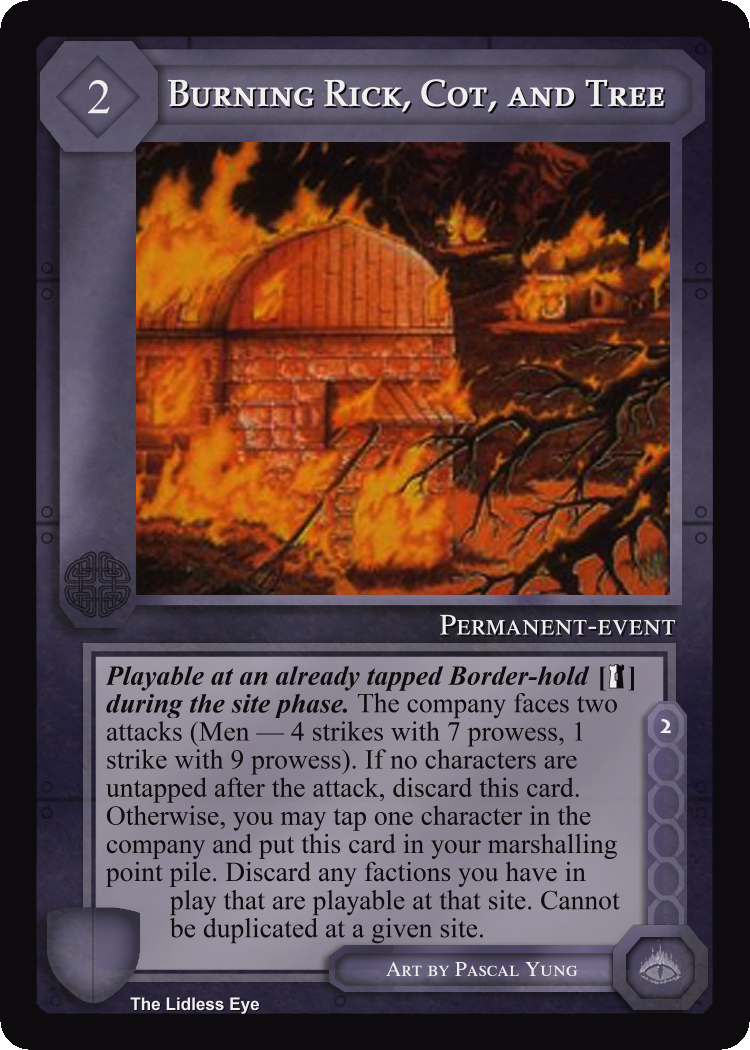 2
Burning Rick, Cot, and Tree
Permanent-event
Playable at an already tapped Border-hold [ ]
during the site phase. The company faces two
attacks (Men — 4 strikes with 7 prowess, 1
strike with 9 prowess). If no characters are
untapped after the attack, discard this card.
Otherwise, you may tap one character in the
company and put this card in your marshalling
point pile. Discard any factions you have in
play that are playable at that site. Cannot
be duplicated at a given site.
2
Art by Pascal Yung
The Lidless Eye